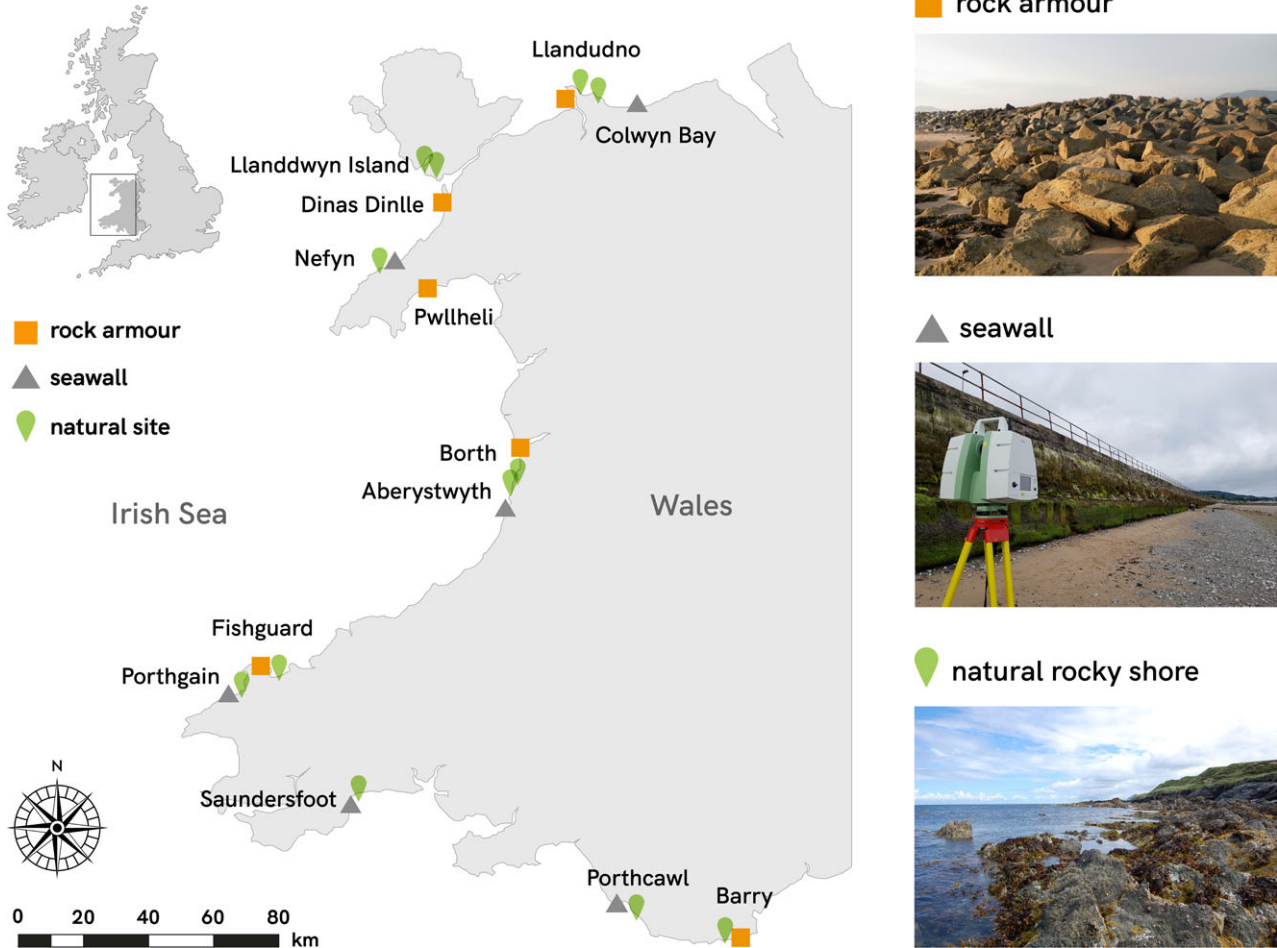 Llandudno
Colwyn Bay
Llanddwyn Island
Dinas Dinlle
Nefyn
Pwllheli
rock armour
seawall
natural site
Borth
Aberystwyth
Irish Sea
Wales
Fishguard
Porthgain
Saundersfoot
Porthcawl
Barry
N
0 20 40 60 80
km
rock armour
seawall
natural rocky shore